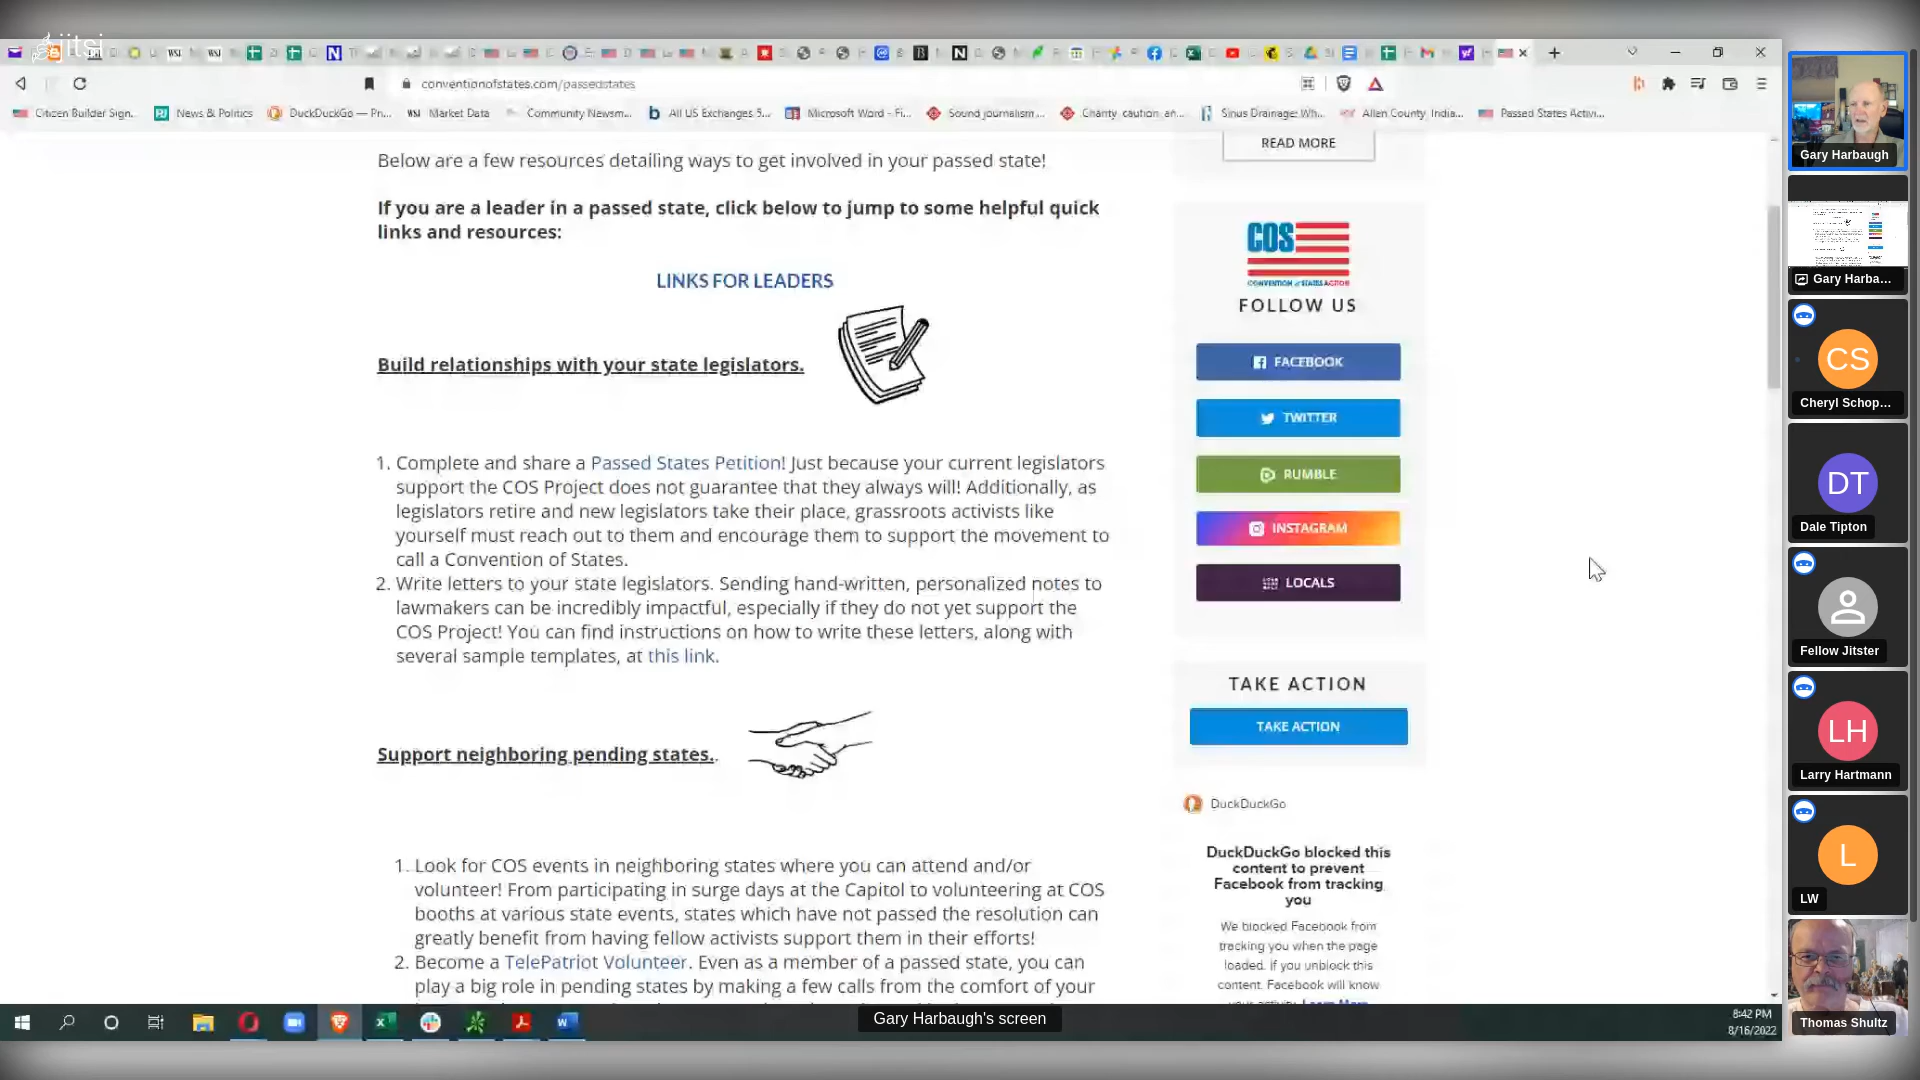 jitsi
conventionofstates.com/passedstates
Citizen Builder Sign...
News & Politics
DuckDuckGo — Pri...
Market Data
Community Newsm...
All US Exchanges S...
Microsoft Word - Fi...
Sound journalism...
Charity caution an...
Sinus Drainage: Wh...
Allen County, India...
Passed States Activi...
Below are a few resources detailing ways to get involved in your passed state!
If you are a leader in a passed state, click below to jump to some helpful quick
links and resources:
LINKS FOR LEADERS
Build relationships with your state legislators.
1. Complete and share a Passed States Petition! Just because your current legislators
support the COS Project does not guarantee that they always will! Additionally, as
legislators retire and new legislators take their place, grassroots activists like
yourself must reach out to them and encourage them to support the movement to
call a Convention of States.
2. Write letters to your state legislators. Sending hand-written, personalized notes to
lawmakers can be incredibly impactful, especially if they do not yet support the
COS Project! You can find instructions on how to write these letters, along with
several sample templates, at this link.
Support neighboring pending states..
1. Look for COS events in neighboring states where you can attend and/or
volunteer! From participating in surge days at the Capitol to volunteering at COS
booths at various state events, states which have not passed the resolution can
greatly benefit from having fellow activists support them in their efforts!
2. Become a TelePatriot Volunteer. Even as a member of a passed state, you can
play a big role in pending states by making a few calls from the comfort of your
READ MORE
COS
CONVENTION of STATES ACTION
FOLLOW US
FACEBOOK
TWITTER
RUMBLE
INSTAGRAM
LOCALS
TAKE ACTION
TAKE ACTION
DuckDuckGo
DuckDuckGo blocked this
content to prevent
Facebook from tracking
you
We blocked Facebook from
tracking you when the page
loaded. If you unblock this
content, Facebook will know
your activity. Learn More
Gary Harbaugh's screen
8:42 PM
8/16/2022
Gary Harbaugh
Gary Harba...
CS
Cheryl Schop...
DT
Dale Tipton
Fellow Jitster
LH
Larry Hartmann
L
LW
Thomas Shultz